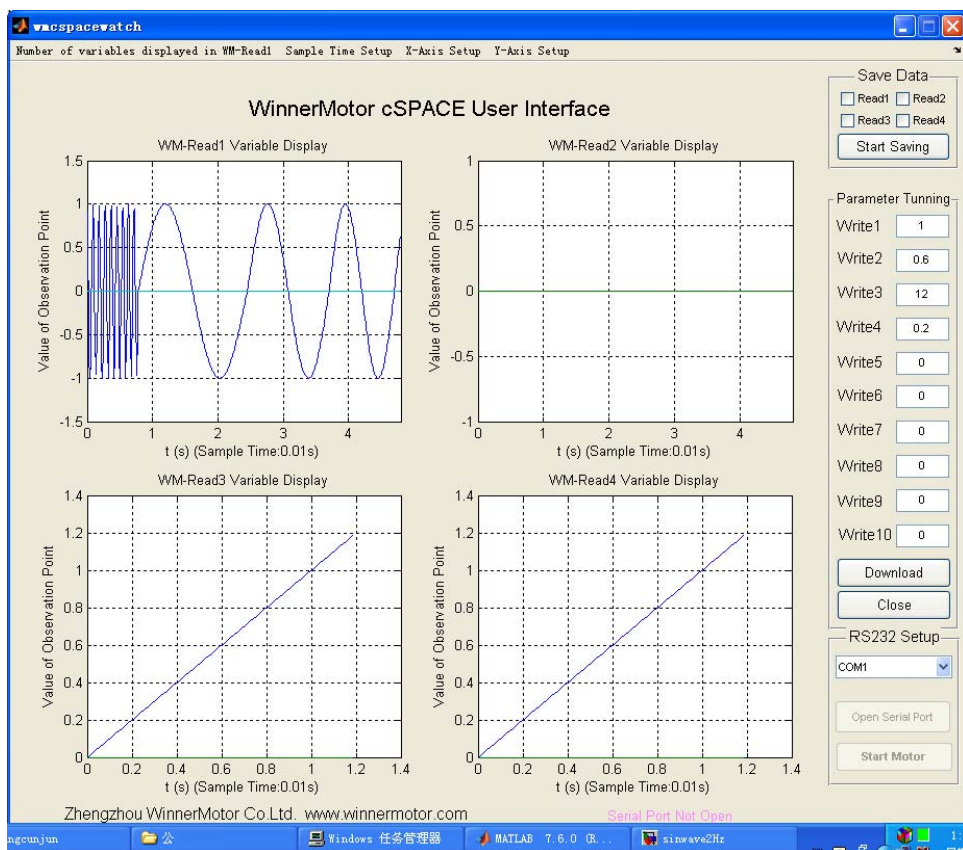 wmcspacewatch
Number of variables displayed in WM-Read1 Sample Time Setup X-Axis Setup Y-Axis Setup
WinnerMotor cSPACE User Interface
WM-Read1 Variable Display
Value of Observation Point
1.5
1
0.5
0
-0.5
-1
-1.5
0 1 2 3 4
t (s) (Sample Time:0.01s)
WM-Read2 Variable Display
Value of Observation Point
1
0.5
0
-0.5
-1
0 1 2 3 4
t (s) (Sample Time:0.01s)
WM-Read3 Variable Display
Value of Observation Point
1.4
1.2
1
0.8
0.6
0.4
0.2
0
0 0.2 0.4 0.6 0.8 1 1.2 1.4
t (s) (Sample Time:0.01s)
WM-Read4 Variable Display
Value of Observation Point
1.4
1.2
1
0.8
0.6
0.4
0.2
0
0 0.2 0.4 0.6 0.8 1 1.2 1.4
t (s) (Sample Time:0.01s)
Save Data
Read1 Read2
Read3 Read4
Start Saving
Parameter Tunning
Write1 1
Write2 0.6
Write3 12
Write4 0.2
Write5 0
Write6 0
Write7 0
Write8 0
Write9 0
Write10 0
Download
Close
RS232 Setup
COM1
Open Serial Port
Start Motor
Zhengzhou WinnerMotor Co.Ltd. www.winnermotor.com
Serial Port Not Open
ngcunjun 公 Windows 任务管理器 MATLAB 7.6.0 (R... sinwave2Hz